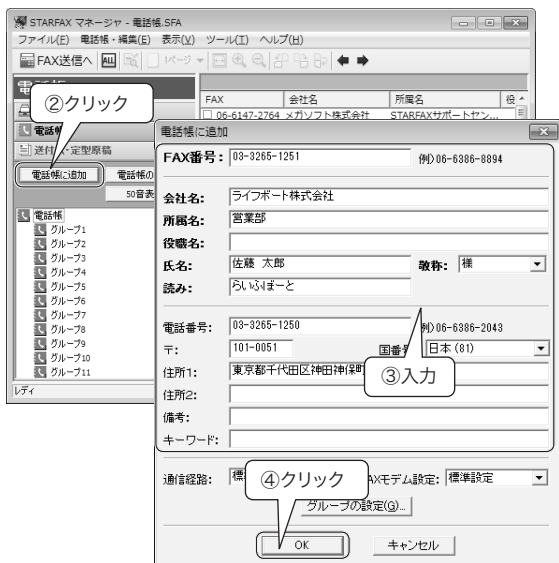 STARFAX マネージャ - 電話帳.SFA
ファイル(F) 電話帳・編集(E) 表示(V) ツール(T) ヘルプ(H)
FAX送信へ ALL 1ページ
FAX 会社名 所属名 役
06-6147-2764 メガソフト株式会社 STARFAXサポートセン...
②クリック
電話帳に追加
送付状・定型原稿
FAX番号: 03-3265-1251 例)06-6386-8894
電話帳に追加
50音表
会社名: ライフボート株式会社
所属名: 営業部
役職名:
氏名: 佐藤 太郎 敬称: 様
読み: らいふぼーと
電話帳
グループ1
グループ2
グループ3
グループ4
グループ5
グループ6
グループ7
グループ8
グループ9
グループ10
グループ11
レディ
電話番号: 03-3265-1250 例)06-6386-2043
〒: 101-0051 国番号 日本(81)
住所1: 東京都千代田区神田神保町
③入力
住所2:
備考:
キーワード:
通信経路: AXモデム設定: 標準設定
④クリック
グループの設定(G)...
OK キャンセル